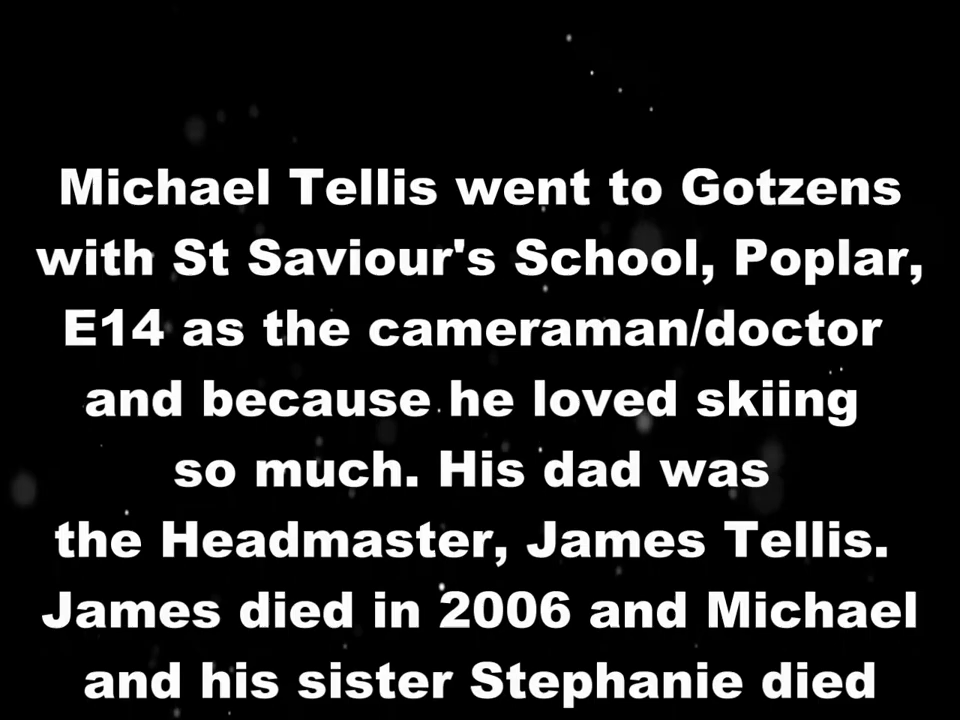 Michael Tellis went to Gotzens
with St Saviour's School, Poplar,
E14 as the cameraman/doctor
and because he loved skiing
so much. His dad was
the Headmaster, James Tellis.
James died in 2006 and Michael
and his sister Stephanie died